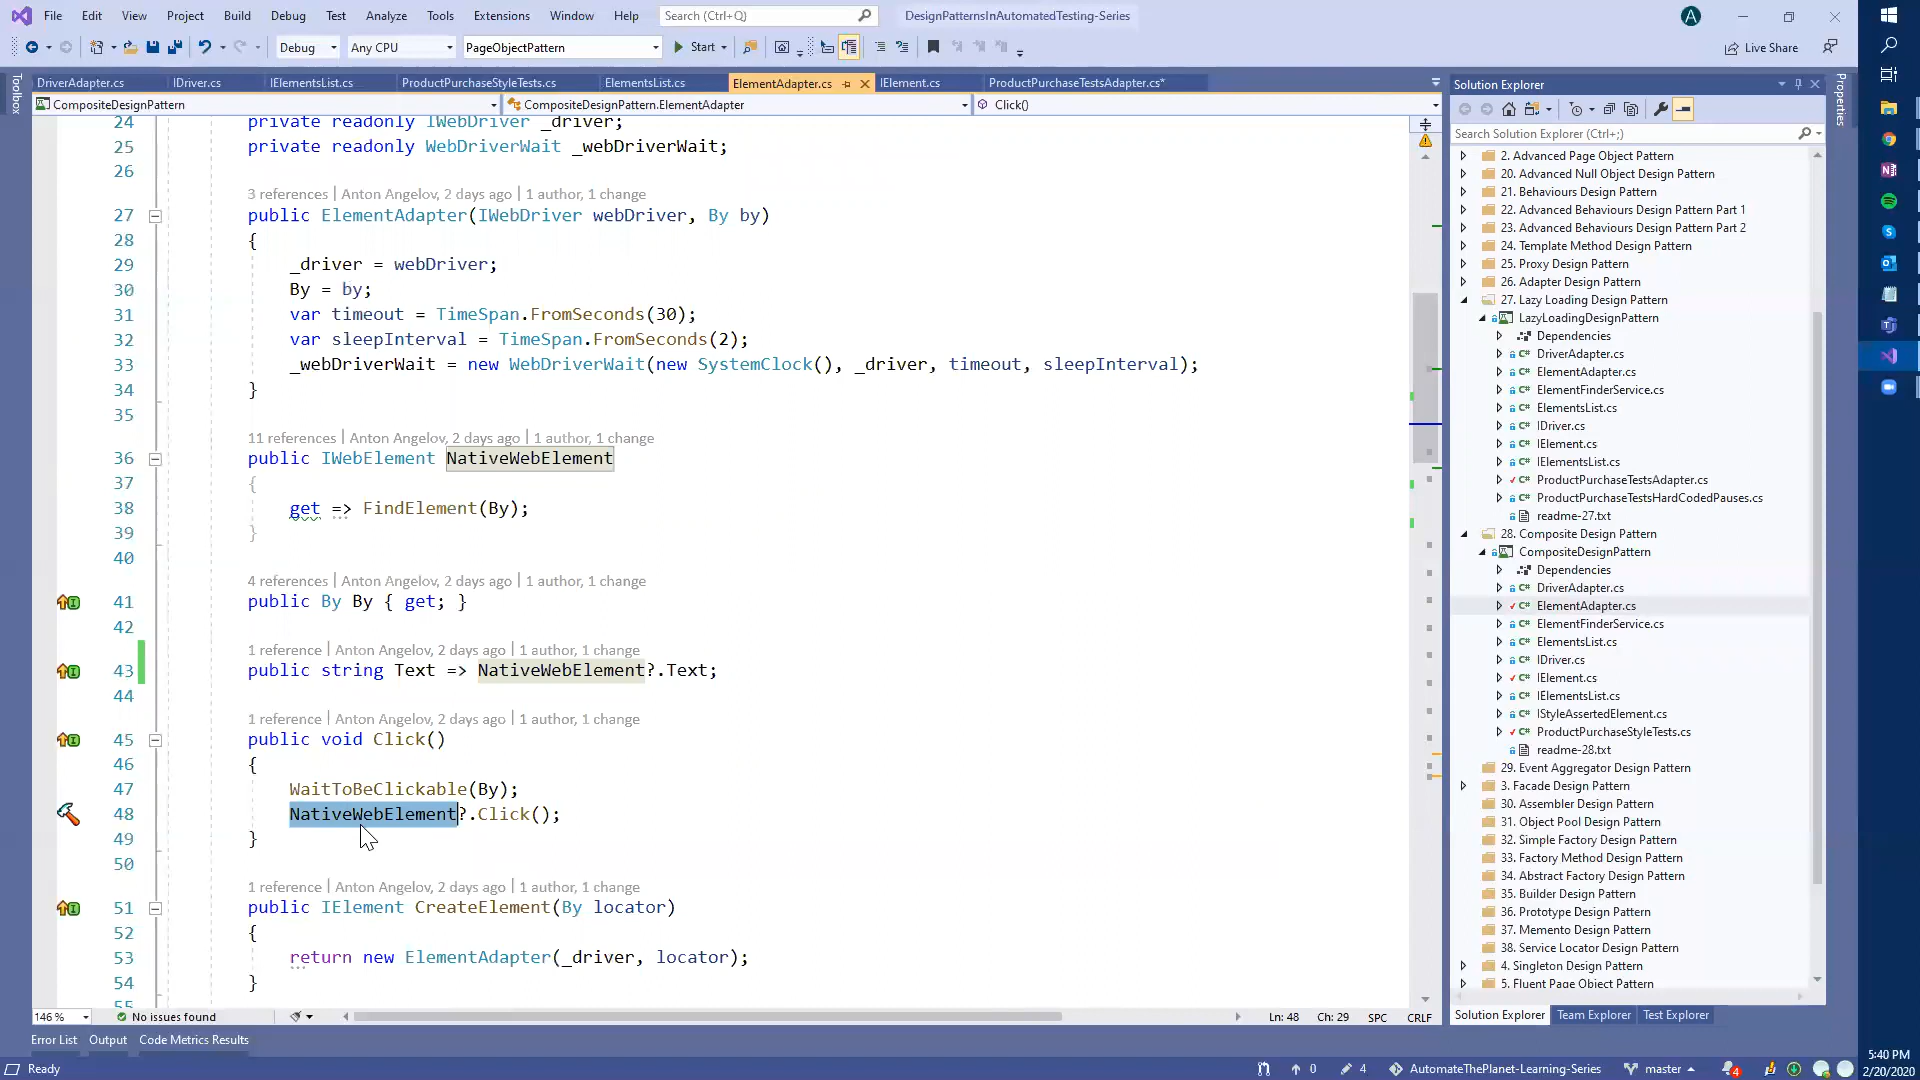 File Edit View Project Build Debug Test Analyze Tools Extensions Window Help Search (Ctrl+Q) DesignPatternsInAutomatedTesting-Series A
Debug Any CPU PageObjectPattern Start Live Share
DriverAdapter.cs IDriver.cs IElementsList.cs ProductPurchaseStyleTests.cs ElementsList.cs ElementAdapter.cs IElement.cs ProductPurchaseTestsAdapter.cs*
CompositeDesignPattern CompositeDesignPattern.ElementAdapter Click()
Toolbox
24 private readonly IWebDriver _driver;
25 private readonly WebDriverWait _webDriverWait;
26
3 references | Anton Angelov, 2 days ago | 1 author, 1 change
27 public ElementAdapter(IWebDriver webDriver, By by)
28 {
29 _driver = webDriver;
30 By = by;
31 var timeout = TimeSpan.FromSeconds(30);
32 var sleepInterval = TimeSpan.FromSeconds(2);
33 _webDriverWait = new WebDriverWait(new SystemClock(), _driver, timeout, sleepInterval);
34 }
35
11 references | Anton Angelov, 2 days ago | 1 author, 1 change
36 public IWebElement NativeWebElement
37 {
38 get => FindElement(By);
39 }
40
4 references | Anton Angelov, 2 days ago | 1 author, 1 change
41 public By By { get; }
42
1 reference | Anton Angelov, 2 days ago | 1 author, 1 change
43 public string Text => NativeWebElement?.Text;
44
1 reference | Anton Angelov, 2 days ago | 1 author, 1 change
45 public void Click()
46 {
47 WaitToBeClickable(By);
48 NativeWebElement?.Click();
49 }
50
1 reference | Anton Angelov, 2 days ago | 1 author, 1 change
51 public IElement CreateElement(By locator)
52 {
53 return new ElementAdapter(_driver, locator);
54 }
55
146 % No issues found Ln: 48 Ch: 29 SPC CRLF
Error List Output Code Metrics Results
Ready 0 4 AutomateThePlanet-Learning-Series master 4
Solution Explorer
Search Solution Explorer (Ctrl+;)
2. Advanced Page Object Pattern
20. Advanced Null Object Design Pattern
21. Behaviours Design Pattern
22. Advanced Behaviours Design Pattern Part 1
23. Advanced Behaviours Design Pattern Part 2
24. Template Method Design Pattern
25. Proxy Design Pattern
26. Adapter Design Pattern
27. Lazy Loading Design Pattern
LazyLoadingDesignPattern
Dependencies
C# DriverAdapter.cs
C# ElementAdapter.cs
C# ElementFinderService.cs
C# ElementsList.cs
C# IDriver.cs
C# IElement.cs
C# IElementsList.cs
C# ProductPurchaseTestsAdapter.cs
C# ProductPurchaseTestsHardCodedPauses.cs
readme-27.txt
28. Composite Design Pattern
CompositeDesignPattern
Dependencies
C# DriverAdapter.cs
C# ElementAdapter.cs
C# ElementFinderService.cs
C# ElementsList.cs
C# IDriver.cs
C# IElement.cs
C# IElementsList.cs
C# IStyleAssertedElement.cs
C# ProductPurchaseStyleTests.cs
readme-28.txt
29. Event Aggregator Design Pattern
3. Facade Design Pattern
30. Assembler Design Pattern
31. Object Pool Design Pattern
32. Simple Factory Design Pattern
33. Factory Method Design Pattern
34. Abstract Factory Design Pattern
35. Builder Design Pattern
36. Prototype Design Pattern
37. Memento Design Pattern
38. Service Locator Design Pattern
4. Singleton Design Pattern
5. Fluent Page Object Pattern
Solution Explorer Team Explorer Test Explorer
Properties
5:40 PM
2/20/2020